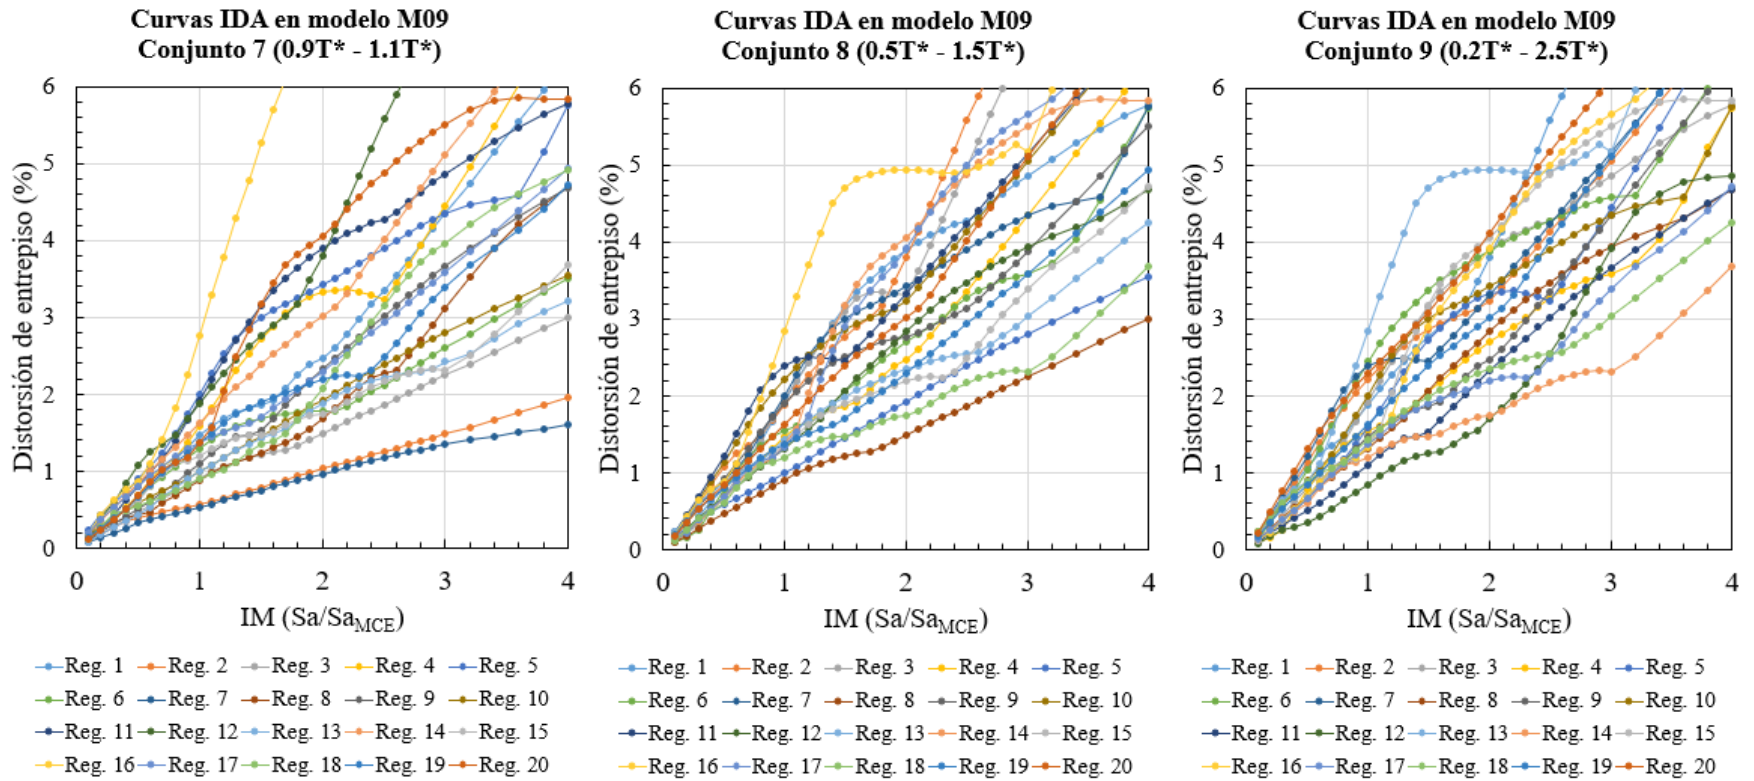 Curvas IDA en modelo M09
Conjunto 7 (0.9T* - 1.1T*)
Distorsión de entrepiso (%)
6
5
4
3
2
1
0
0 1 2 3 4
IM (Sa/SaMCE)
Reg. 1 Reg. 2 Reg. 3 Reg. 4 Reg. 5
Reg. 6 Reg. 7 Reg. 8 Reg. 9 Reg. 10
Reg. 11 Reg. 12 Reg. 13 Reg. 14 Reg. 15
Reg. 16 Reg. 17 Reg. 18 Reg. 19 Reg. 20
Curvas IDA en modelo M09
Conjunto 8 (0.5T* - 1.5T*)
Distorsión de entrepiso (%)
6
5
4
3
2
1
0
0 1 2 3 4
IM (Sa/SaMCE)
Reg. 1 Reg. 2 Reg. 3 Reg. 4 Reg. 5
Reg. 6 Reg. 7 Reg. 8 Reg. 9 Reg. 10
Reg. 11 Reg. 12 Reg. 13 Reg. 14 Reg. 15
Reg. 16 Reg. 17 Reg. 18 Reg. 19 Reg. 20
Curvas IDA en modelo M09
Conjunto 9 (0.2T* - 2.5T*)
Distorsión de entrepiso (%)
6
5
4
3
2
1
0
0 1 2 3 4
IM (Sa/SaMCE)
Reg. 1 Reg. 2 Reg. 3 Reg. 4 Reg. 5
Reg. 6 Reg. 7 Reg. 8 Reg. 9 Reg. 10
Reg. 11 Reg. 12 Reg. 13 Reg. 14 Reg. 15
Reg. 16 Reg. 17 Reg. 18 Reg. 19 Reg. 20